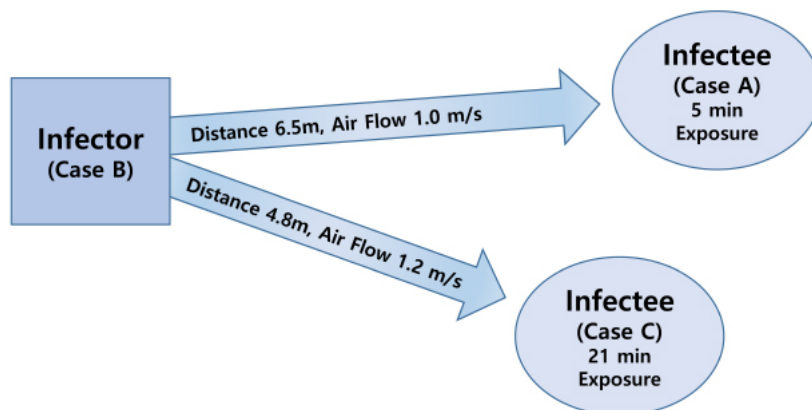 Infector
(Case B)
Distance 6.5m, Air Flow 1.0 m/s
Infectee
(Case A)
5 min
Exposure
Distance 4.8m, Air Flow 1.2 m/s
Infectee
(Case C)
21 min
Exposure